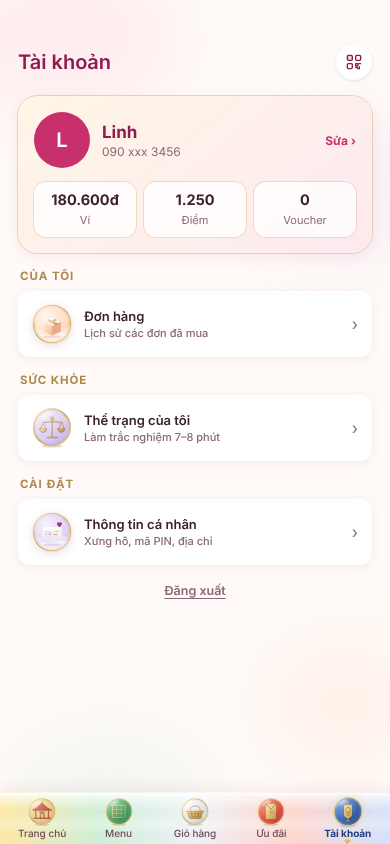 Tài khoản
L
Linh
090 xxx 3456
Sửa ›
180.600đ
Ví
1.250
Điểm
0
Voucher
CỦA TÔI
Đơn hàng
Lịch sử các đơn đã mua
SỨC KHỎE
Thể trạng của tôi
Làm trắc nghiệm 7–8 phút
CÀI ĐẶT
Thông tin cá nhân
Xưng hô, mã PIN, địa chỉ
Đăng xuất
Trang chủ
Menu
Giỏ hàng
Ưu đãi
Tài khoản